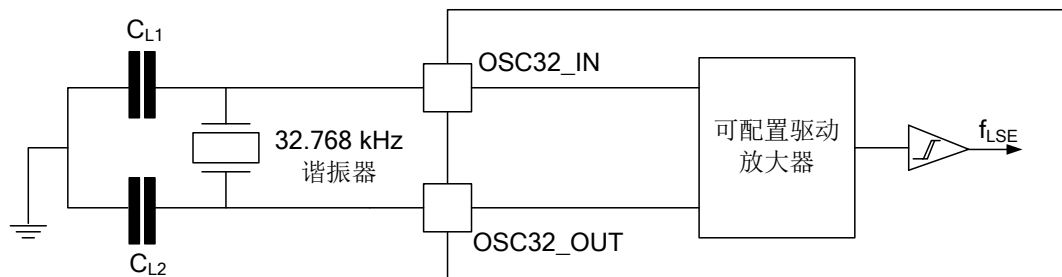 CL1
OSC32_IN
32.768 kHz
谐振器
可配置驱动
放大器
fLSE
OSC32_OUT
CL2